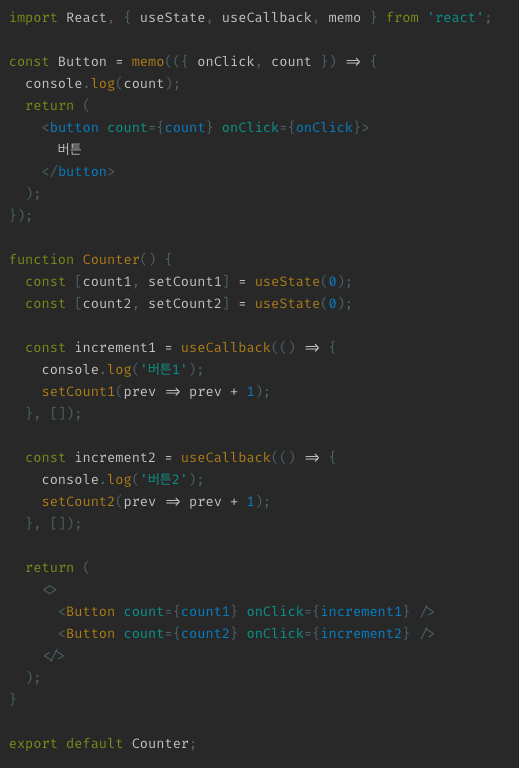 import React, { useState, useCallback, memo } from 'react';

const Button = memo(({ onClick, count }) => {
  console.log(count);
  return (
    <button count={count} onClick={onClick}>
      버튼
    </button>
  );
});

function Counter() {
  const [count1, setCount1] = useState(0);
  const [count2, setCount2] = useState(0);

  const increment1 = useCallback(() => {
    console.log('버튼1');
    setCount1(prev => prev + 1);
  }, []);

  const increment2 = useCallback(() => {
    console.log('버튼2');
    setCount2(prev => prev + 1);
  }, []);

  return (
    <>
      <Button count={count1} onClick={increment1} />
      <Button count={count2} onClick={increment2} />
    </>
  );
}

export default Counter;